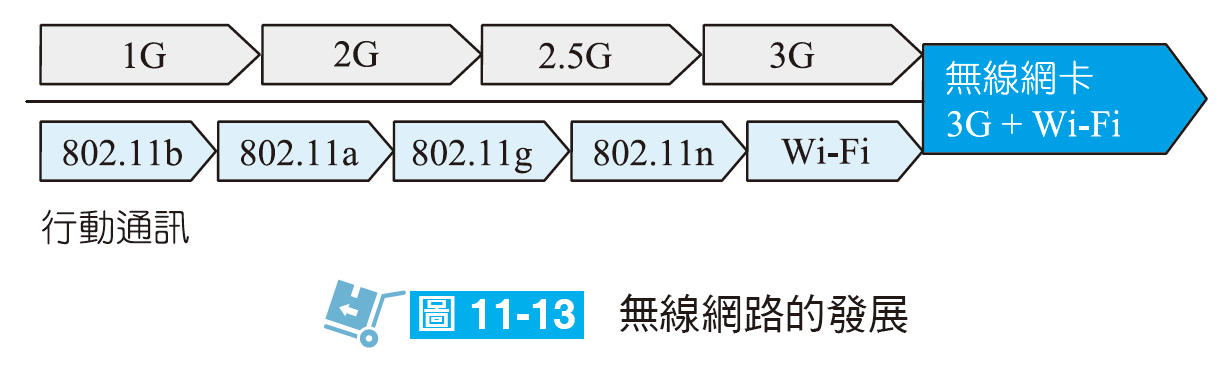 1G 2G 2.5G 3G
無線網卡
3G + Wi-Fi
802.11b 802.11a 802.11g 802.11n Wi-Fi
行動通訊
圖 11-13 無線網路的發展